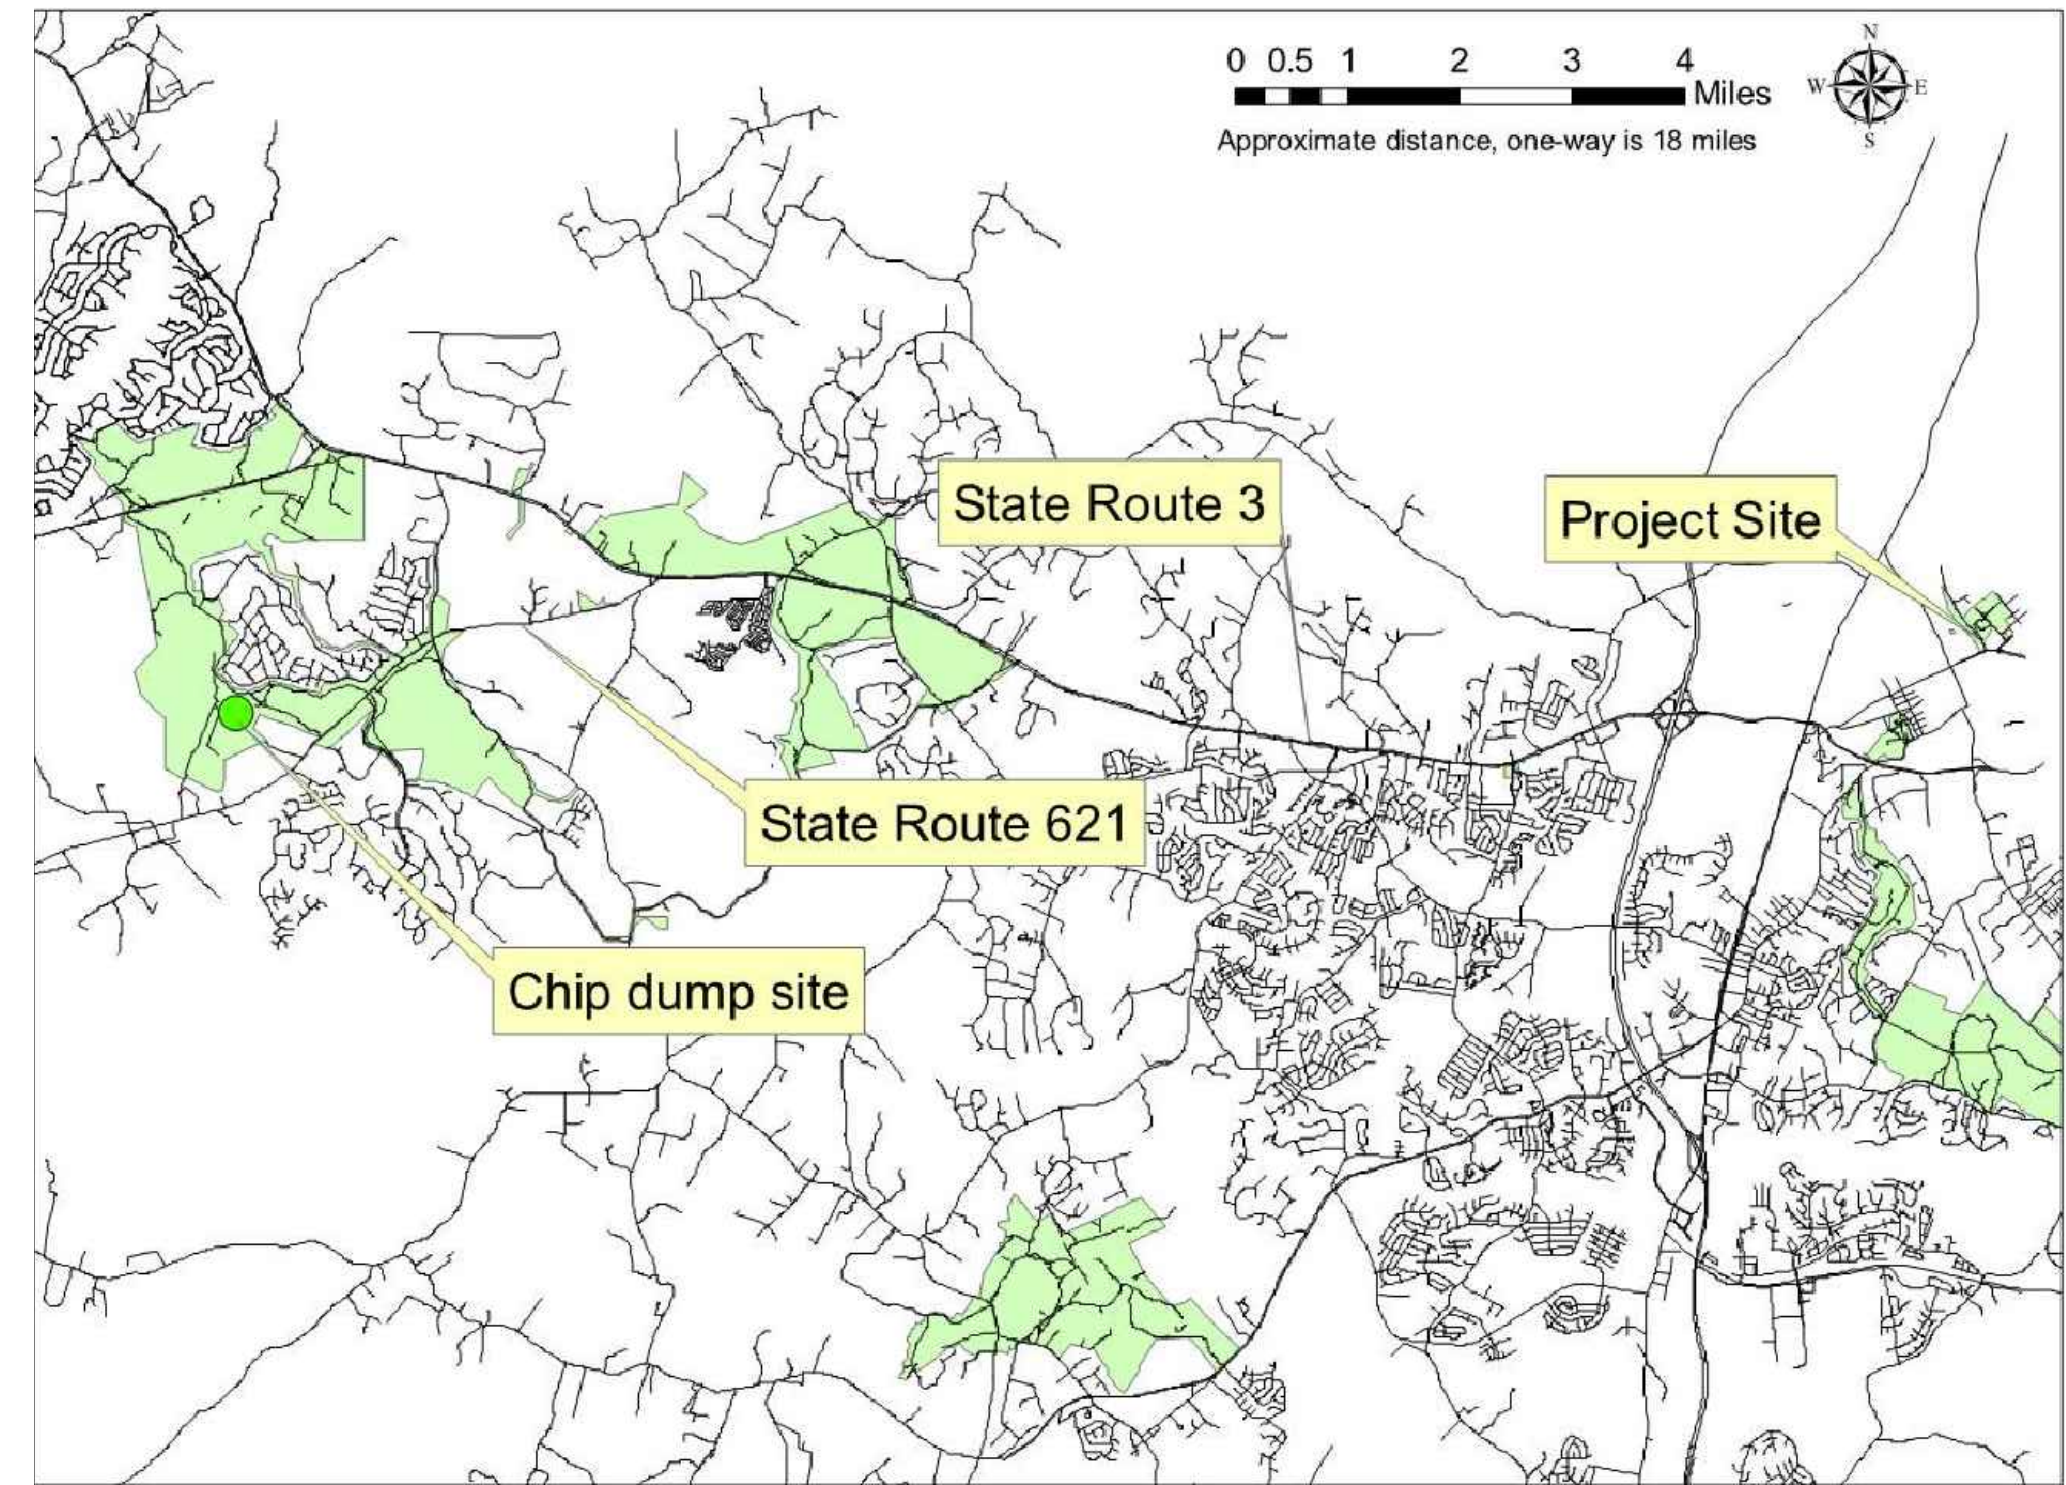 0 0.5 1 2 3 4
Miles
Approximate distance, one-way is 18 miles
N
W E
S
State Route 3
Project Site
State Route 621
Chip dump site